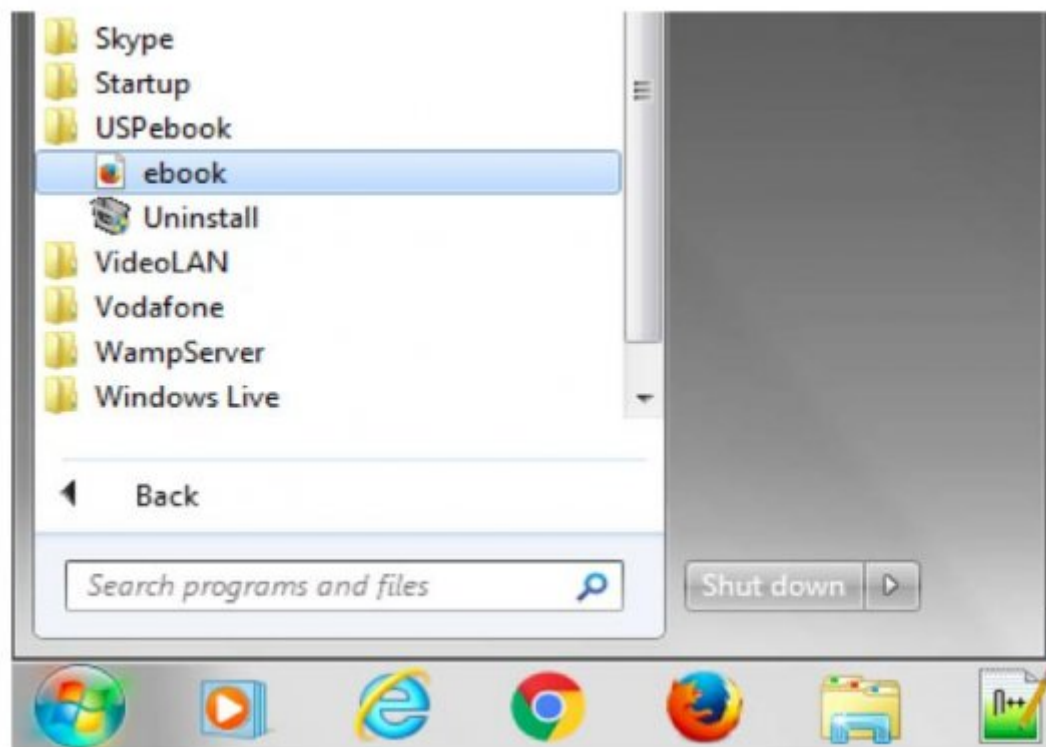 Skype
Startup
USPebook
ebook
Uninstall
VideoLAN
Vodafone
WampServer
Windows Live
Back
Search programs and files
Shut down
n++